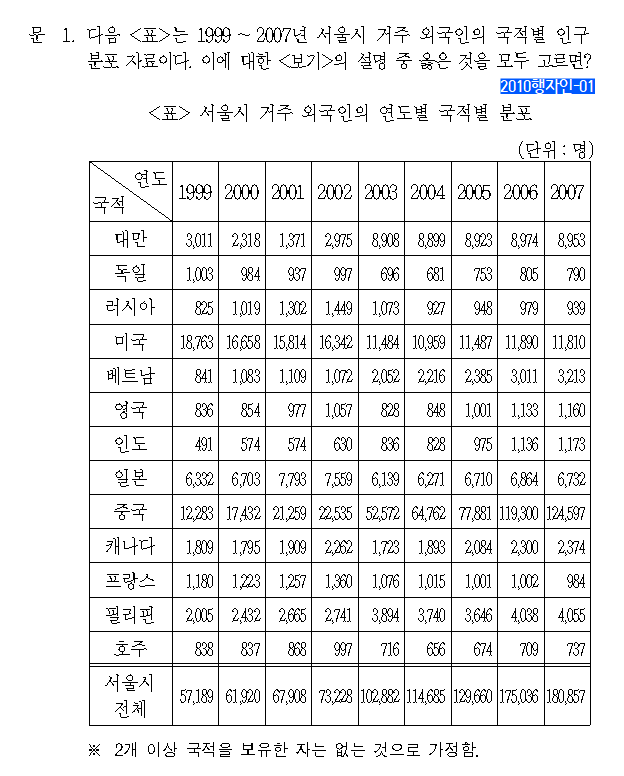 문 1. 다음 <표>는 1999 ~ 2007년 서울시 거주 외국인의 국적별 인구
분포 자료이다. 이에 대한 <보기>의 설명 중 옳은 것을 모두 고르면?
2010행자인-01
<표> 서울시 거주 외국인의 연도별 국적별 분포
(단위 : 명)
연도
국적 1999 2000 2001 2002 2003 2004 2005 2006 2007
대만 3,011 2,318 1,371 2,975 8,908 8,899 8,923 8,974 8,953
독일 1,003 984 937 997 696 681 753 805 790
러시아 825 1,019 1,302 1,449 1,073 927 948 979 939
미국 18,763 16,658 15,814 16,342 11,484 10,959 11,487 11,890 11,810
베트남 841 1,083 1,109 1,072 2,052 2,216 2,385 3,011 3,213
영국 836 854 977 1,057 828 848 1,001 1,133 1,160
인도 491 574 574 630 836 828 975 1,136 1,173
일본 6,332 6,703 7,793 7,559 6,139 6,271 6,710 6,864 6,732
중국 12,283 17,432 21,259 22,535 52,572 64,762 77,881 119,300 124,597
캐나다 1,809 1,795 1,909 2,262 1,723 1,893 2,084 2,300 2,374
프랑스 1,180 1,223 1,257 1,360 1,076 1,015 1,001 1,002 984
필리핀 2,005 2,432 2,665 2,741 3,894 3,740 3,646 4,038 4,055
호주 838 837 868 997 716 656 674 709 737
서울시
전체 57,189 61,920 67,908 73,228 102,882 114,685 129,660 175,036 180,857
※ 2개 이상 국적을 보유한 자는 없는 것으로 가정함.